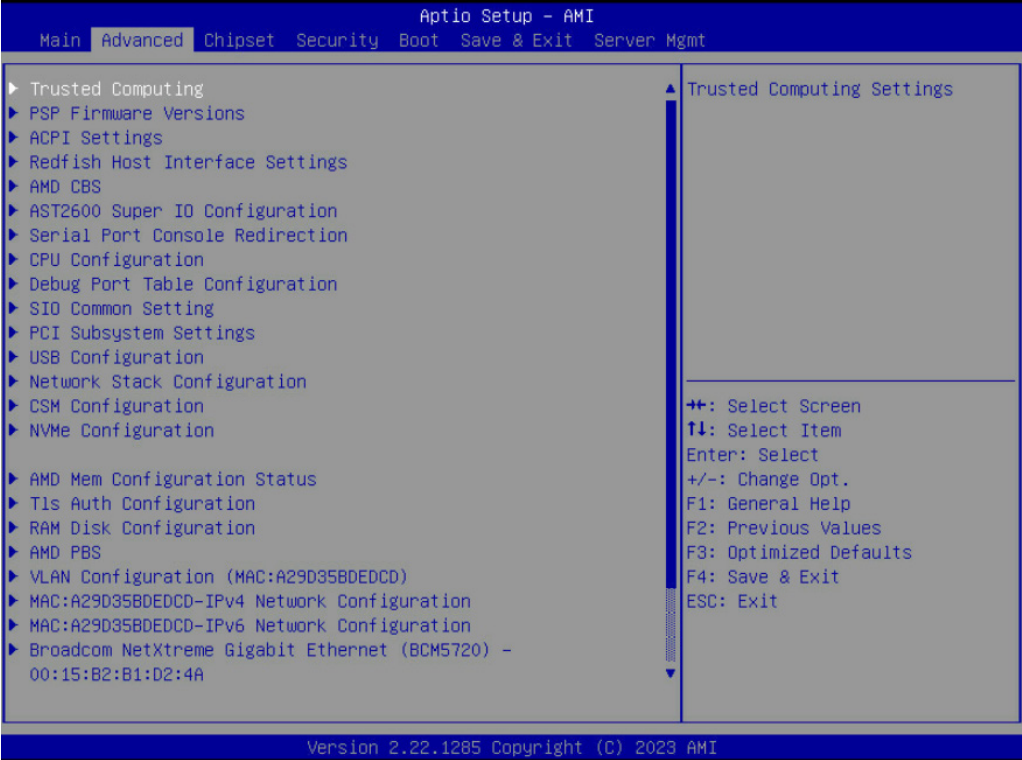 Aptio Setup – AMI
Main Advanced Chipset Security Boot Save & Exit Server Mgmt
Trusted Computing
PSP Firmware Versions
ACPI Settings
Redfish Host Interface Settings
AMD CBS
AST2600 Super IO Configuration
Serial Port Console Redirection
CPU Configuration
Debug Port Table Configuration
SIO Common Setting
PCI Subsystem Settings
USB Configuration
Network Stack Configuration
CSM Configuration
NVMe Configuration
AMD Mem Configuration Status
Tls Auth Configuration
RAM Disk Configuration
AMD PBS
VLAN Configuration (MAC:A29D35BDEDCD)
MAC:A29D35BDEDCD-IPv4 Network Configuration
MAC:A29D35BDEDCD-IPv6 Network Configuration
Broadcom NetXtreme Gigabit Ethernet (BCM5720) –
00:15:B2:B1:D2:4A
Trusted Computing Settings
→←: Select Screen
↑↓: Select Item
Enter: Select
+/-: Change Opt.
F1: General Help
F2: Previous Values
F3: Optimized Defaults
F4: Save & Exit
ESC: Exit
Version 2.22.1285 Copyright (C) 2023 AMI